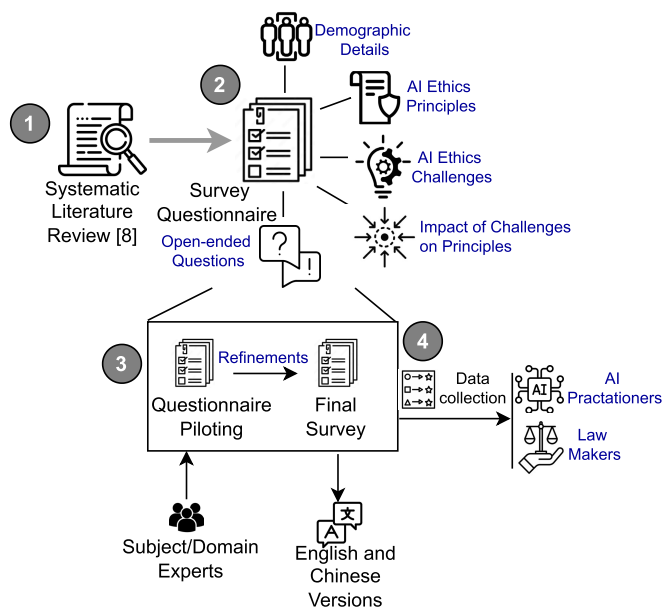 Demographic
Details
2
AI Ethics
Principles
1
AI Ethics
Challenges
Systematic
Literature
Review [8]
Survey
Questionnaire
Impact of Challenges
on Principles
Open-ended
Questions
?
!
3
4
Refinements
Questionnaire
Piloting
Final
Survey
Data
collection
AI
AI
Practationers
Law
Makers
Subject/Domain
Experts
文
A
English and
Chinese
Versions